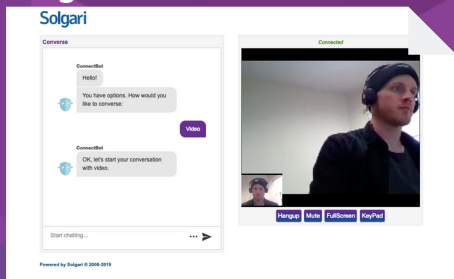 Solgari
Converse
ConnectBot
Hello!
You have options. How would you
like to converse:
Video
ConnectBot
OK, let's start your conversation
with video.
Start chatting...
Powered by Solgari © 2008-2019
Connected
Hangup Mute FullScreen KeyPad